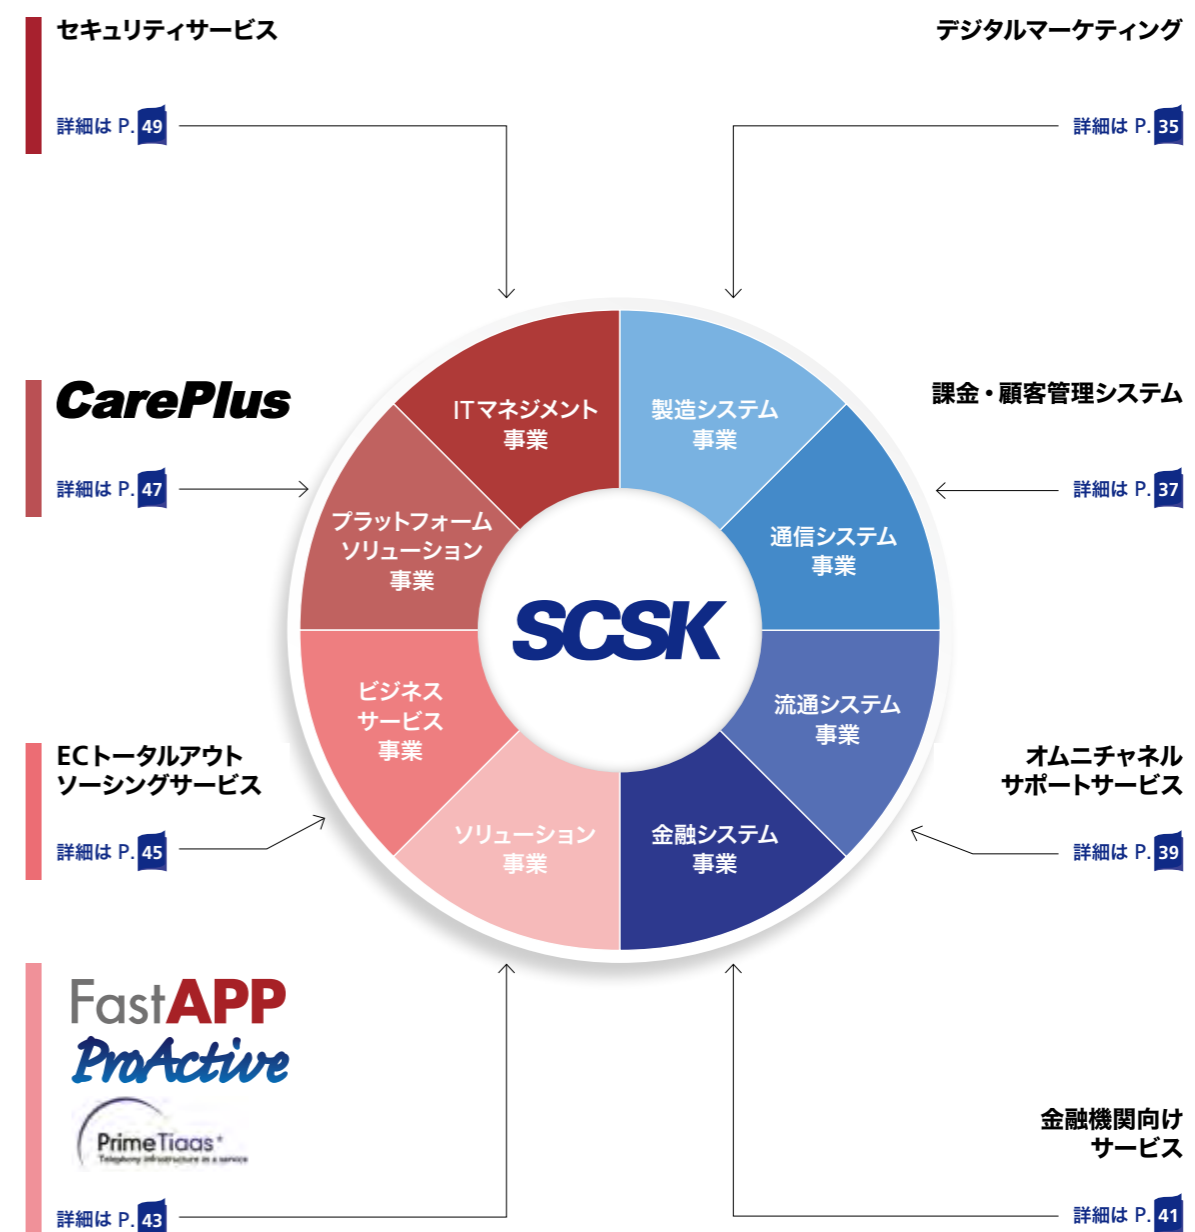 セキュリティサービス
詳細は P. 49
デジタルマーケティング
詳細は P. 35
CarePlus
詳細は P. 47
課金・顧客管理システム
詳細は P. 37
ITマネジメント
事業
製造システム
事業
プラットフォーム
ソリューション
事業
通信システム
事業
SCSK
ビジネス
サービス
事業
流通システム
事業
ソリューション
事業
金融システム
事業
ECトータルアウト
ソーシングサービス
詳細は P. 45
オムニチャネル
サポートサービス
詳細は P. 39
FastAPP
ProActive
PrimeTiaas+
Telephony infrastructure as a service
詳細は P. 43
金融機関向け
サービス
詳細は P. 41